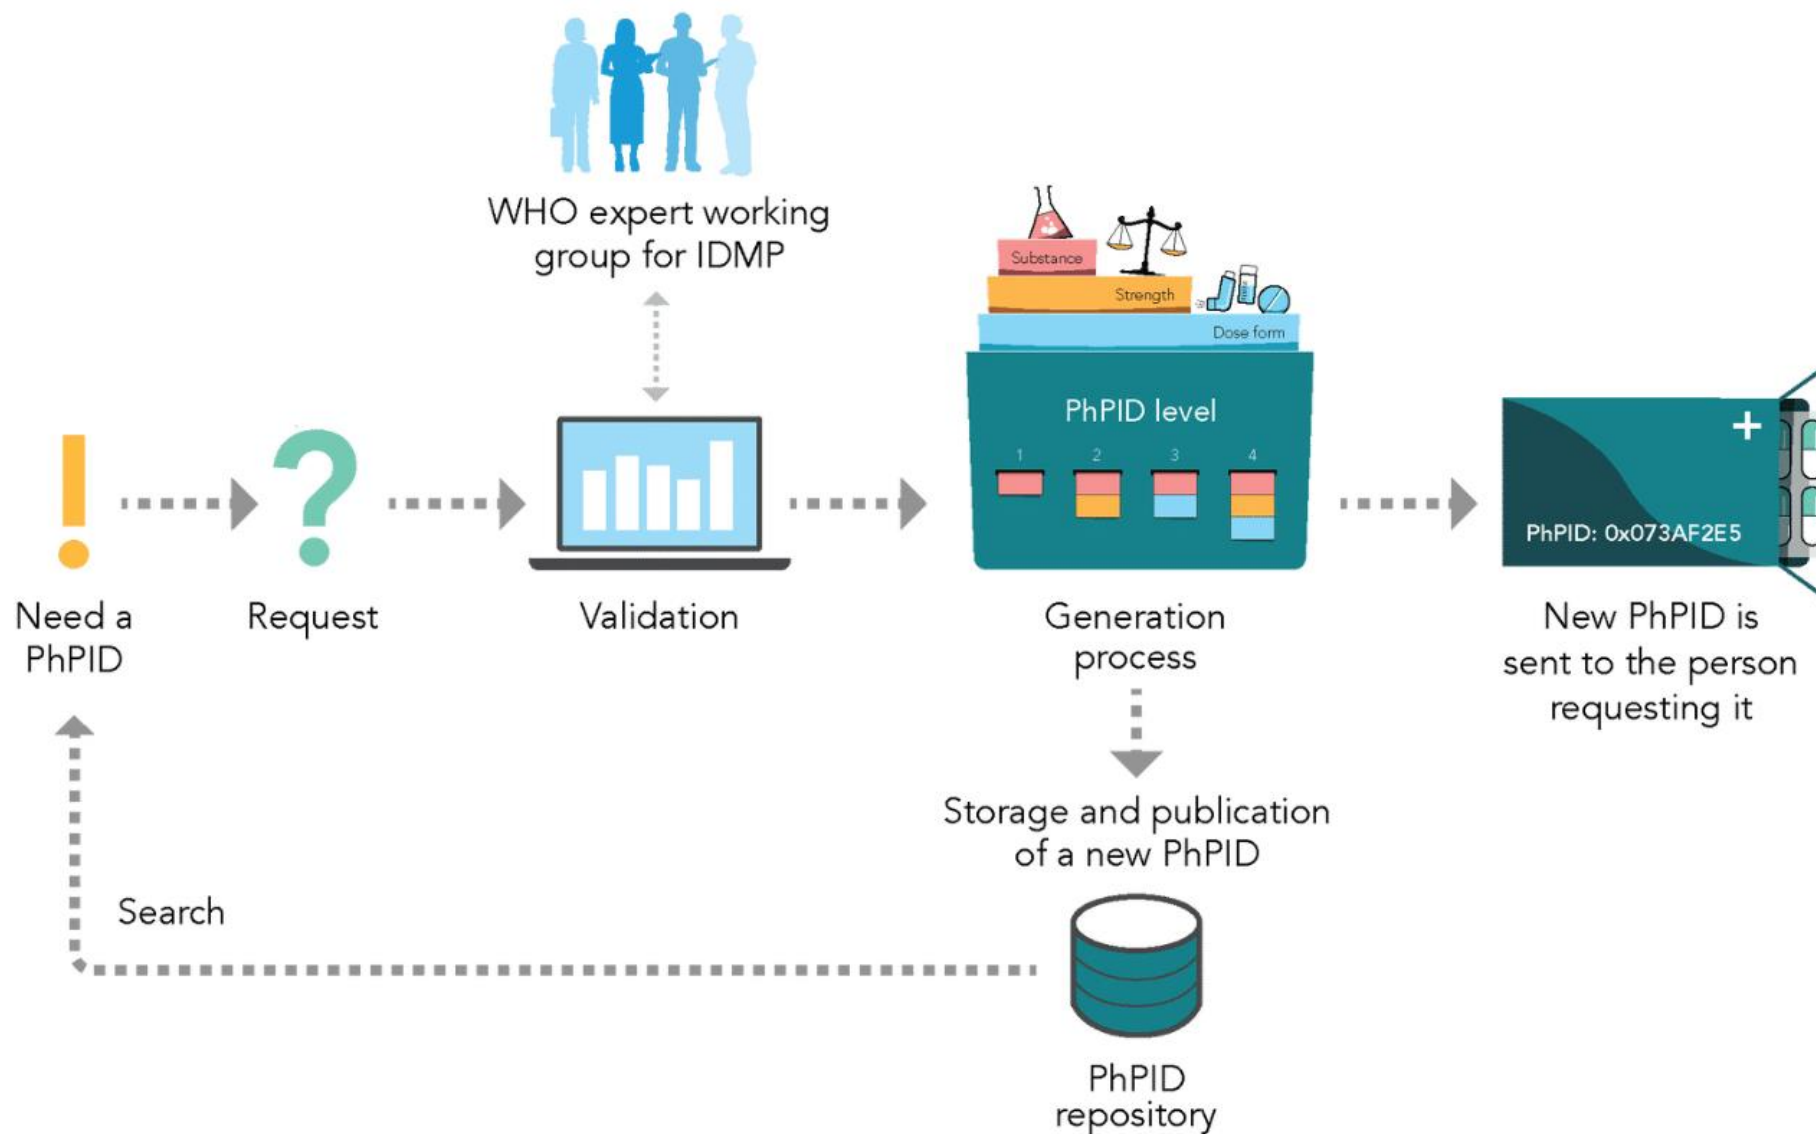 WHO expert working
group for IDMP
Substance
Strength
Dose form
PhPID level
1 2 3 4
PhPID: 0x073AF2E5
Need a
PhPID
Request
Validation
Generation
process
New PhPID is
sent to the person
requesting it
Storage and publication
of a new PhPID
Search
PhPID
repository